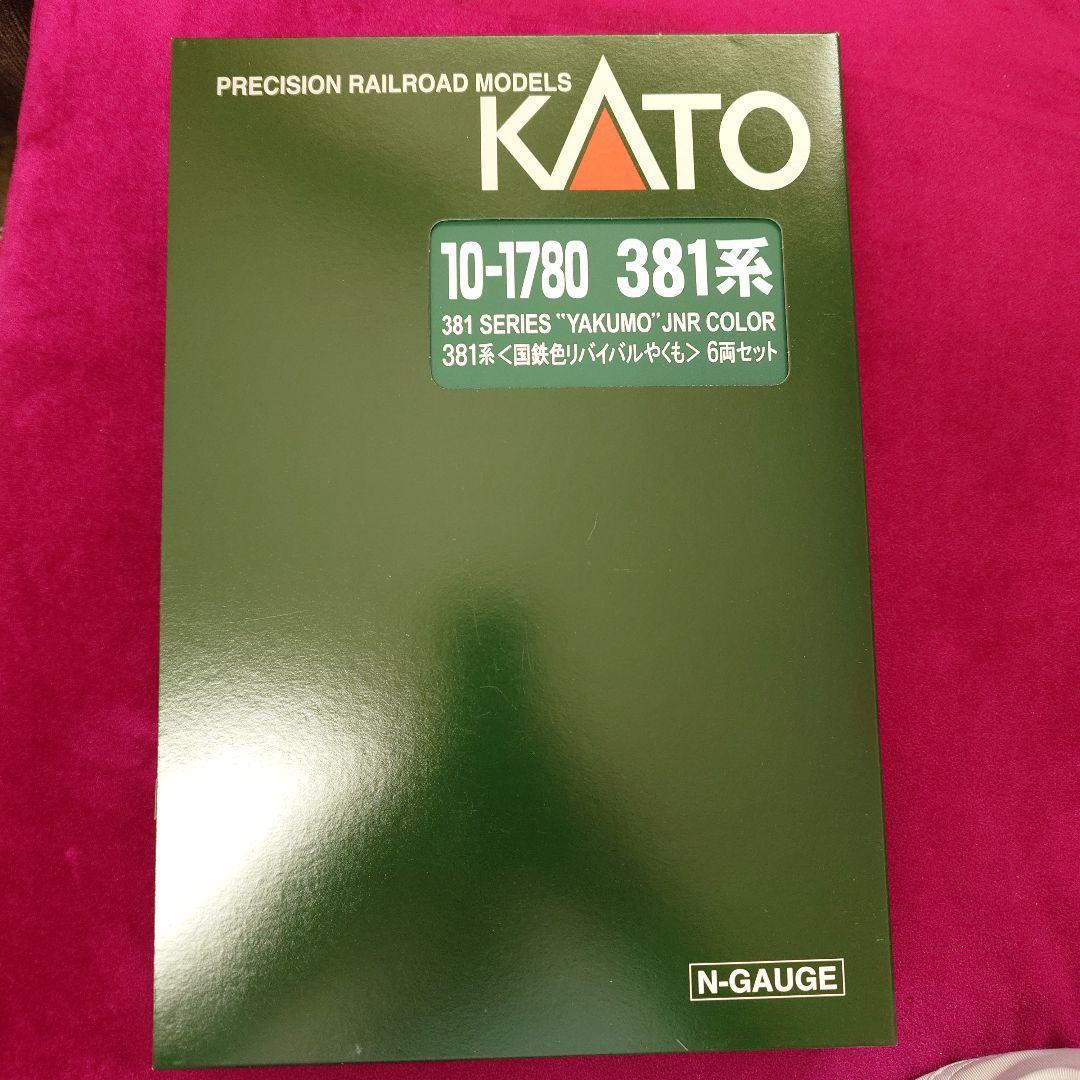 PRECISION RAILROAD MODELS
KATO
10-1780 381系
381 SERIES "YAKUMO" JNR COLOR
381系<国鉄色リバイバルやくも> 6両セット
N-GAUGE